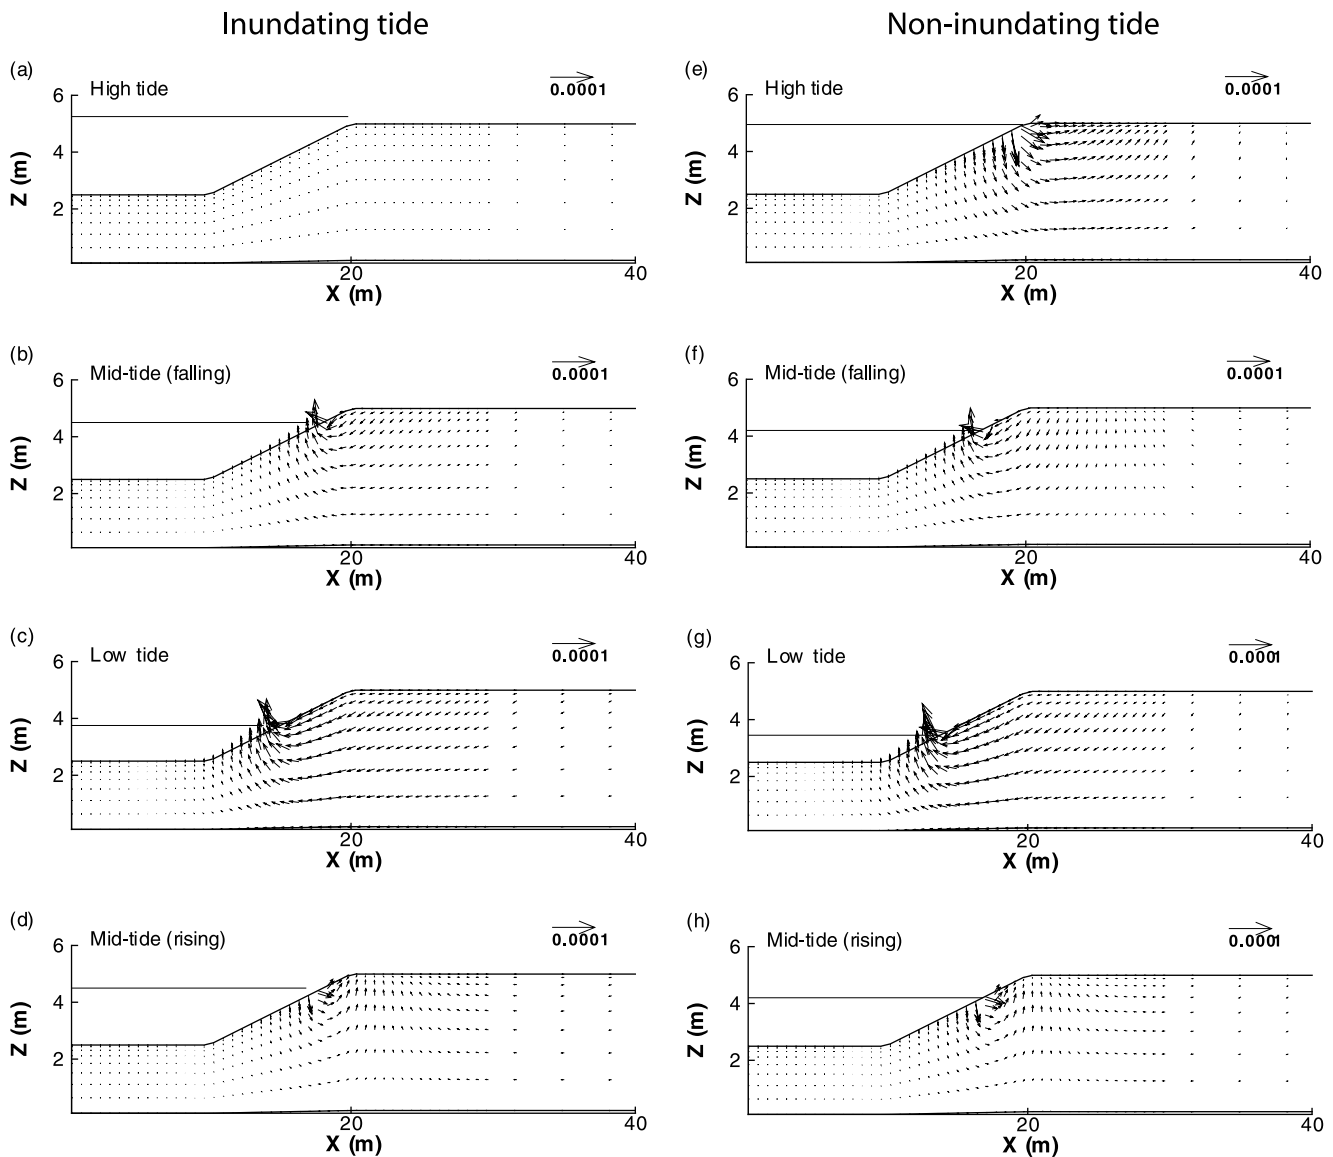 Inundating tide
Non-inundating tide
(a)
High tide
0.0001
6
4
2
Z (m)
20
40
X (m)
(e)
High tide
0.0001
6
4
2
Z (m)
20
40
X (m)
(b)
Mid-tide (falling)
0.0001
6
4
2
Z (m)
20
40
X (m)
(f)
Mid-tide (falling)
0.0001
6
4
2
Z (m)
20
40
X (m)
(c)
Low tide
0.0001
6
4
2
Z (m)
20
40
X (m)
(g)
Low tide
0.0001
6
4
2
Z (m)
20
40
X (m)
(d)
Mid-tide (rising)
0.0001
6
4
2
Z (m)
20
40
X (m)
(h)
Mid-tide (rising)
0.0001
6
4
2
Z (m)
20
40
X (m)